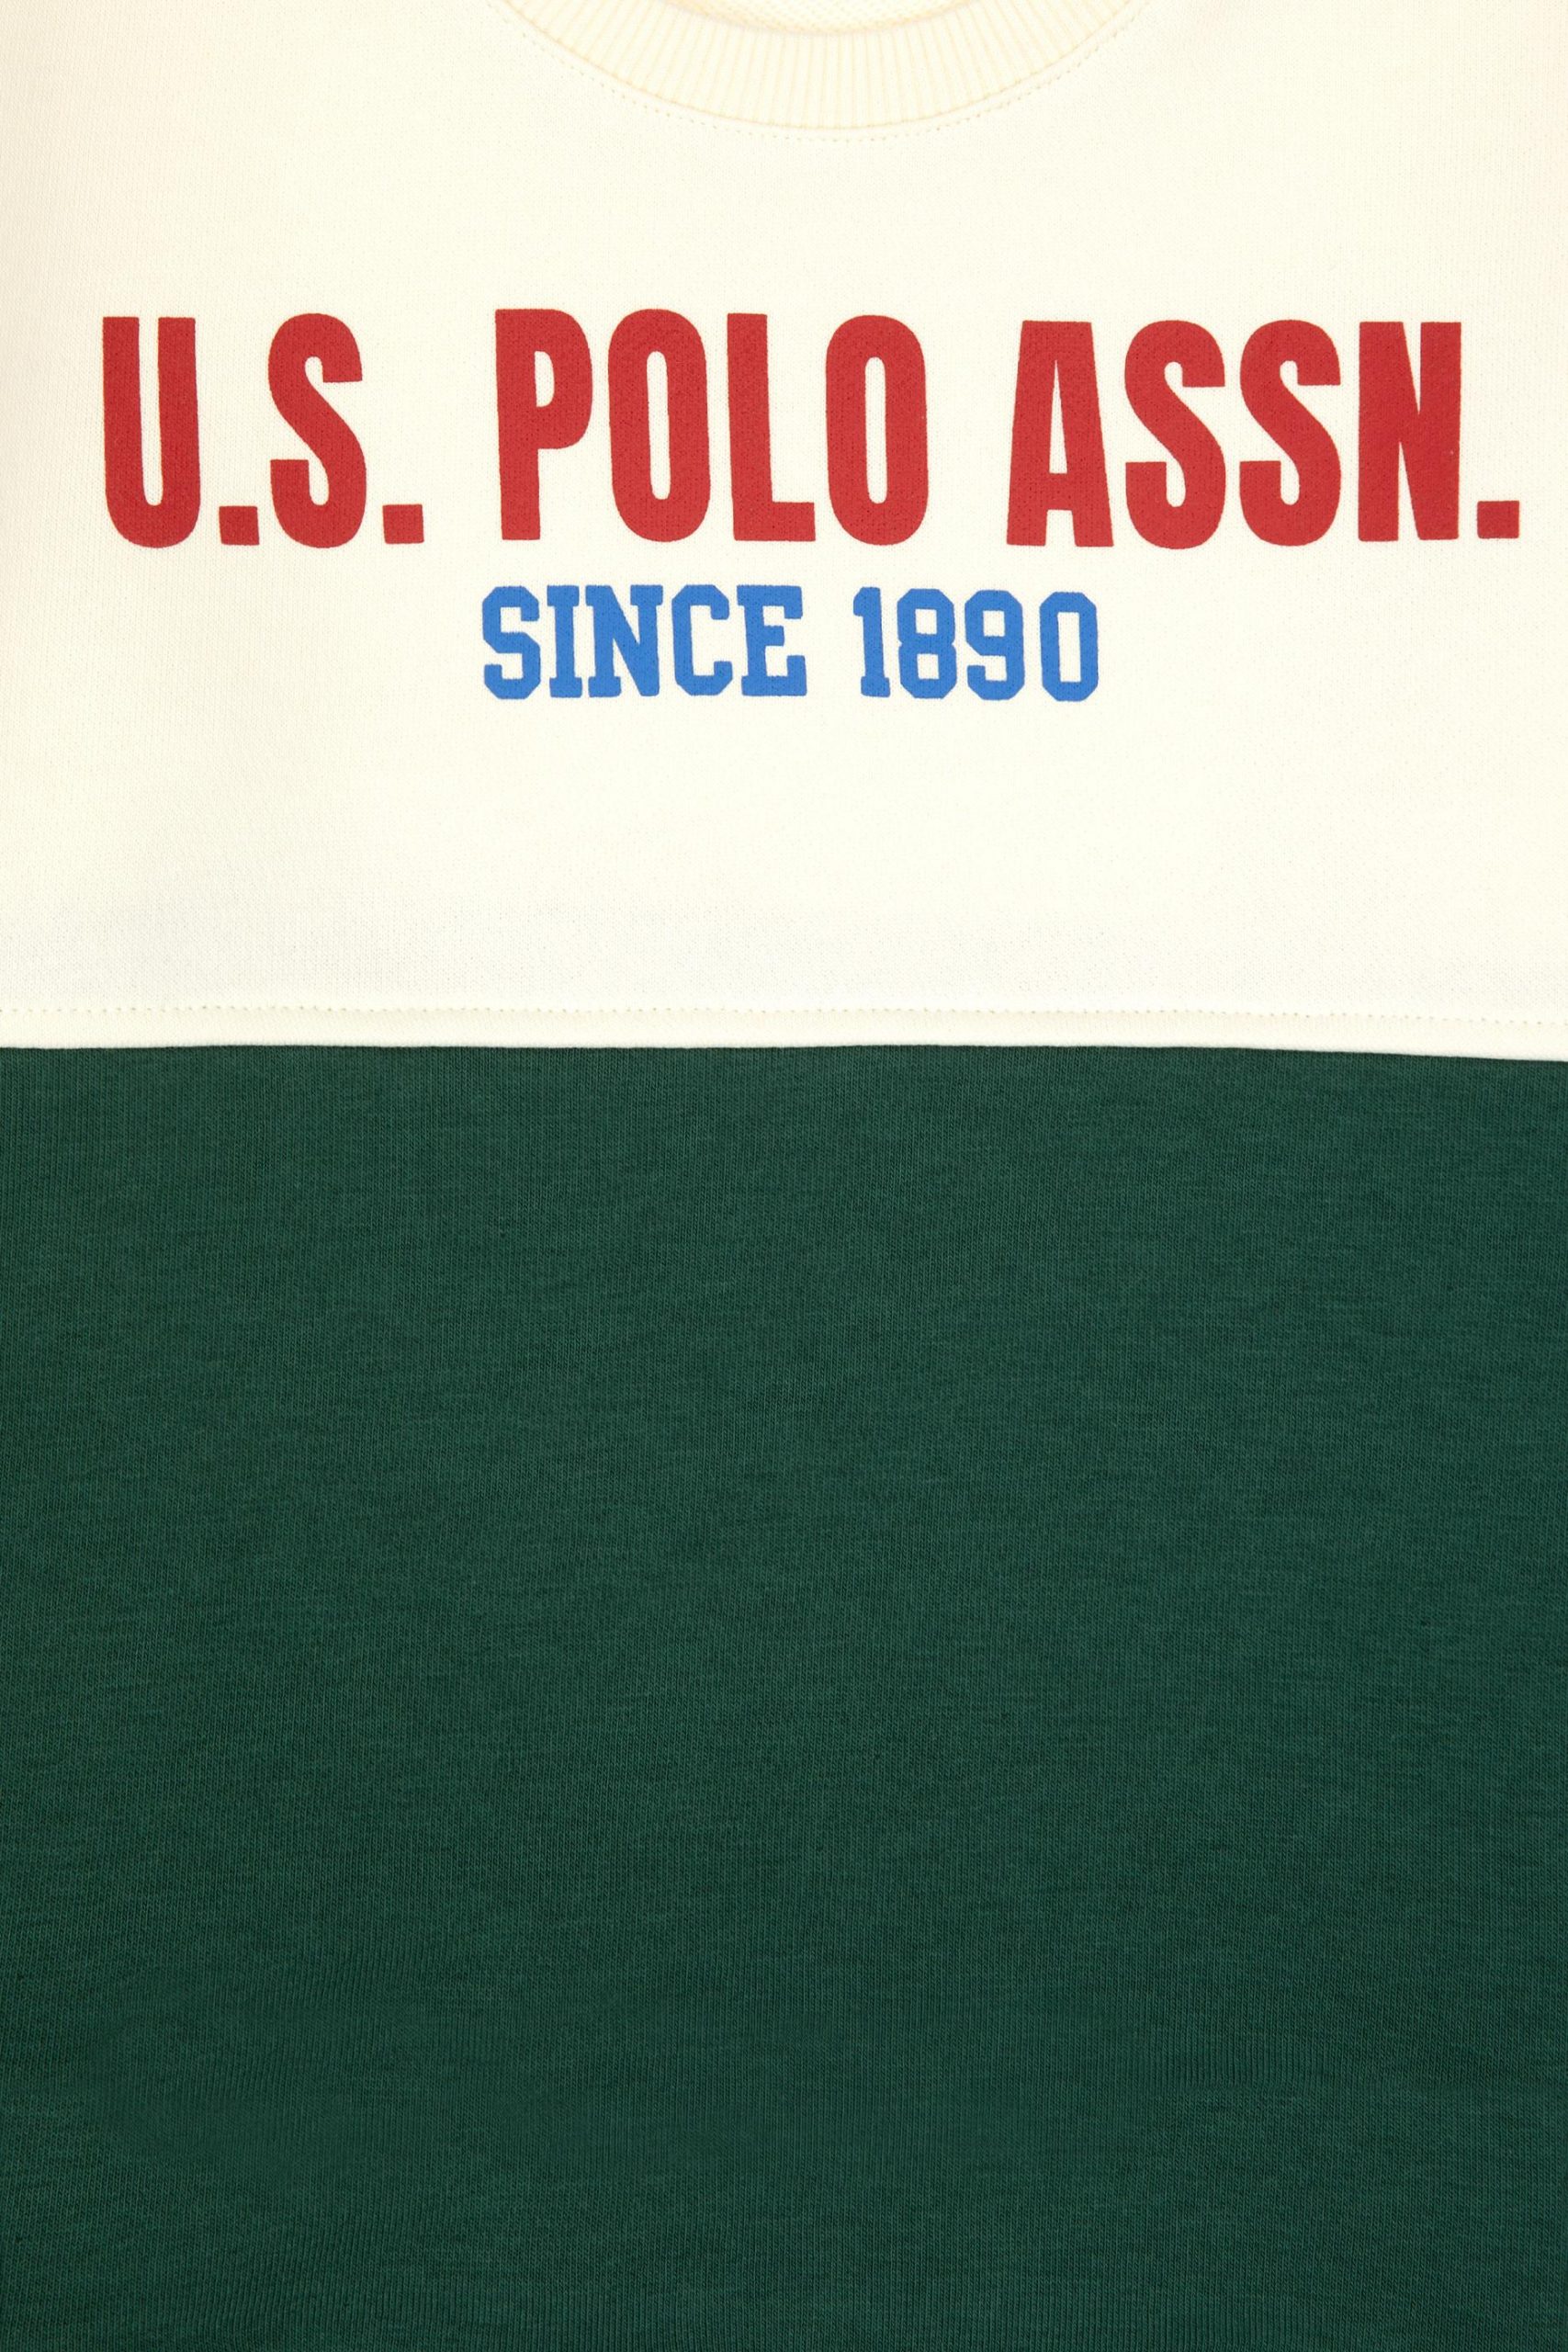 U.S. POLO ASSN.
SINCE 1890